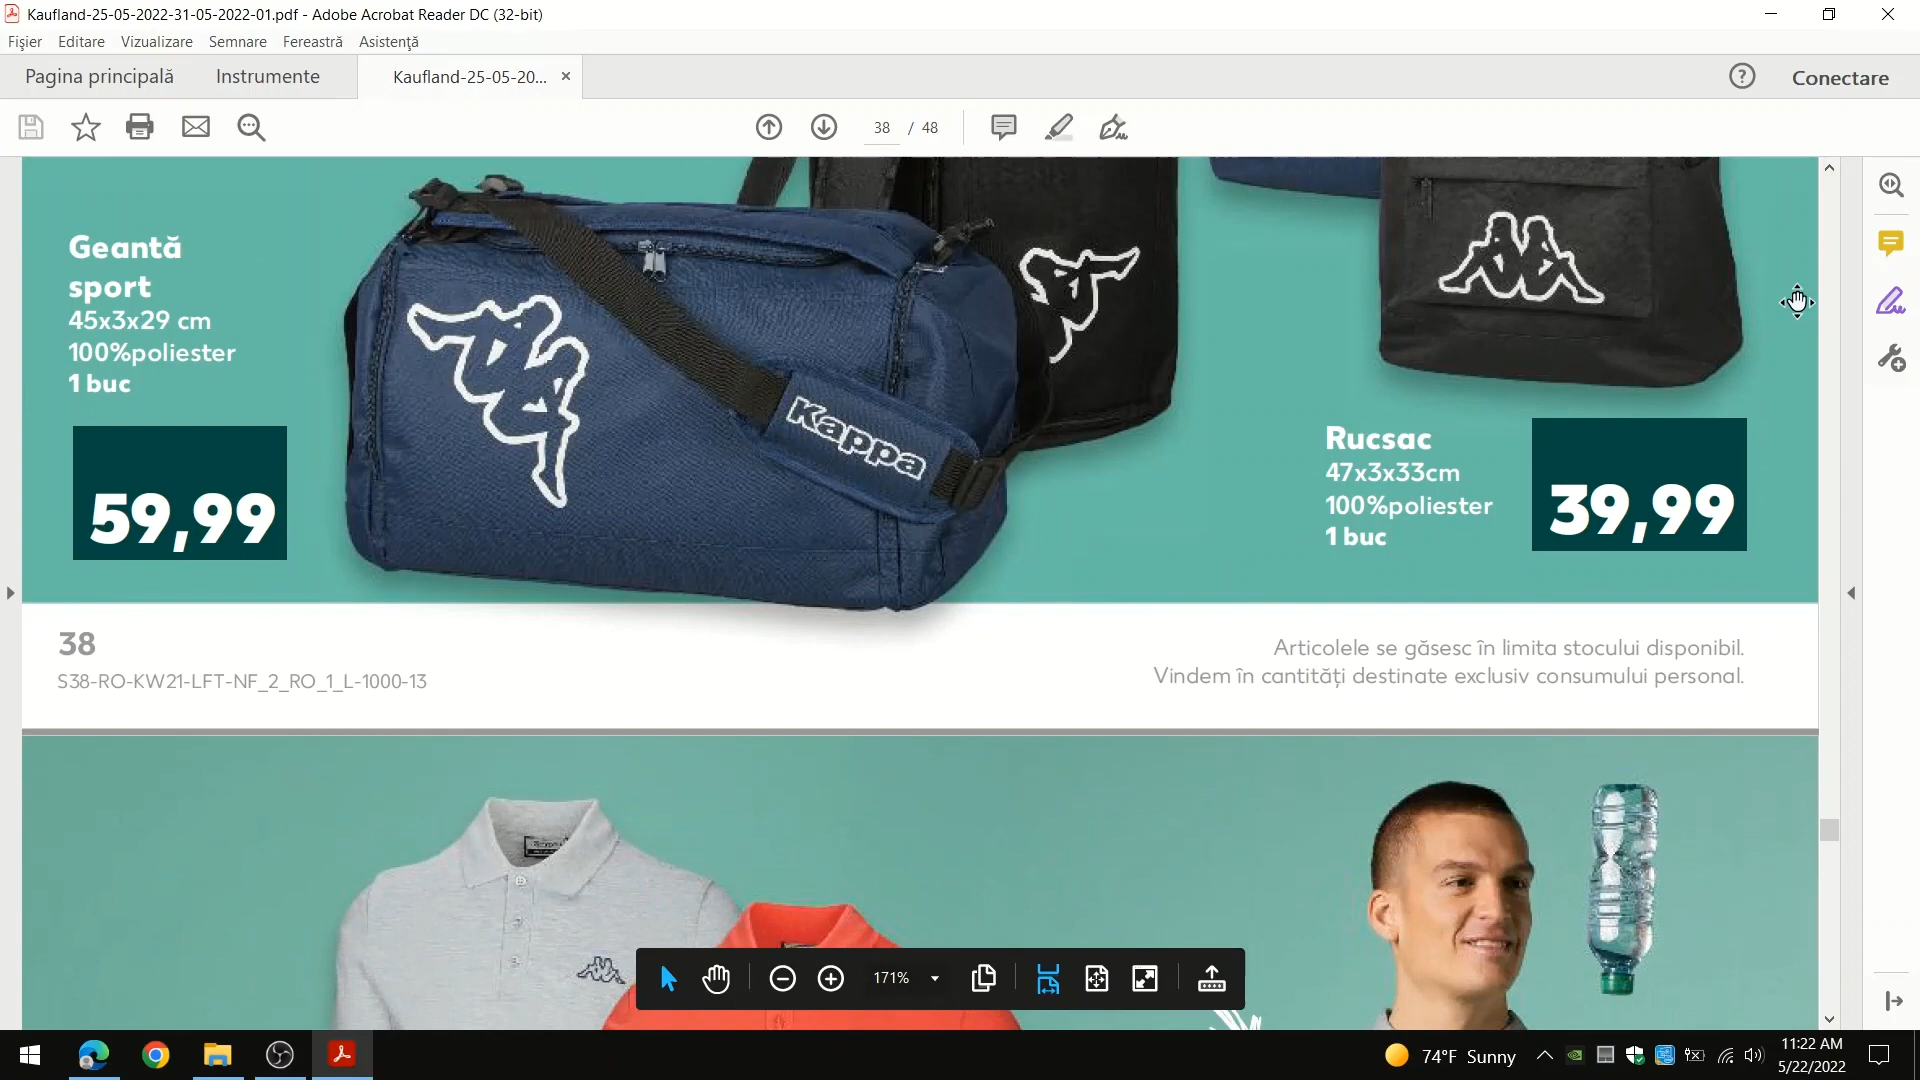 Kaufland-25-05-2022-31-05-2022-01.pdf - Adobe Acrobat Reader DC (32-bit)
Fișier Editare Vizualizare Semnare Fereastră Asistență
Pagina principală Instrumente Kaufland-25-05-20... Conectare
38 / 48
Geantă
sport
45x3x29 cm
100%poliester
1 buc
59,99
Kappa
Rucsac
47x3x33cm
100%poliester
1 buc
39,99
38
S38-RO-KW21-LFT-NF_2_RO_1_L-1000-13
Articolele se găsesc în limita stocului disponibil.
Vindem în cantități destinate exclusiv consumului personal.
171%
74°F Sunny
11:22 AM
5/22/2022